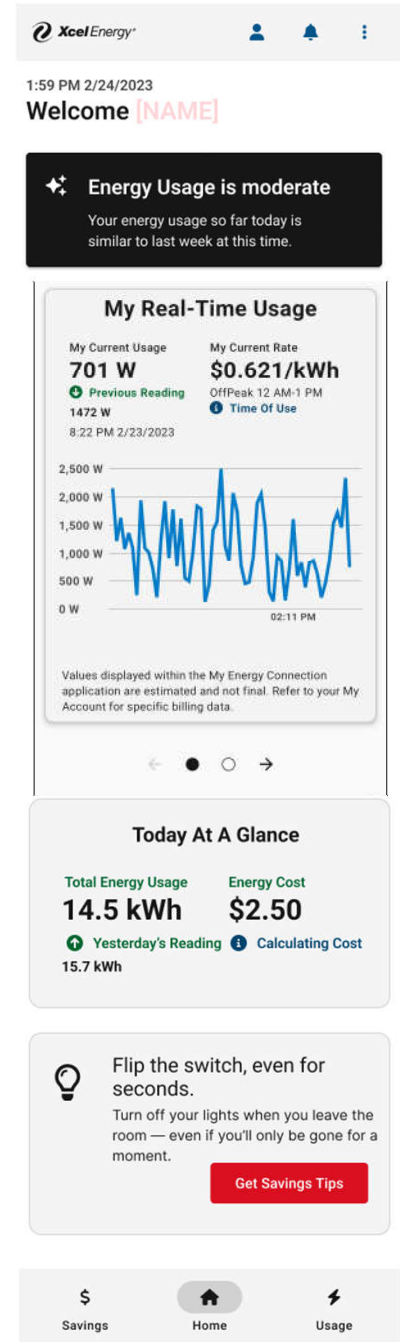 Xcel Energy®
1:59 PM 2/24/2023
Welcome [NAME]
Energy Usage is moderate
Your energy usage so far today is
similar to last week at this time.
My Real-Time Usage
My Current Usage
701 W
Previous Reading
1472 W
8:22 PM 2/23/2023
My Current Rate
$0.621/kWh
OffPeak 12 AM-1 PM
Time Of Use
2,500 W
2,000 W
1,500 W
1,000 W
500 W
0 W
02:11 PM
Values displayed within the My Energy Connection
application are estimated and not final. Refer to your My
Account for specific billing data.
Today At A Glance
Total Energy Usage
14.5 kWh
Yesterday's Reading
15.7 kWh
Energy Cost
$2.50
Calculating Cost
Flip the switch, even for
seconds.
Turn off your lights when you leave the
room — even if you'll only be gone for a
moment.
Get Savings Tips
Savings
Home
Usage